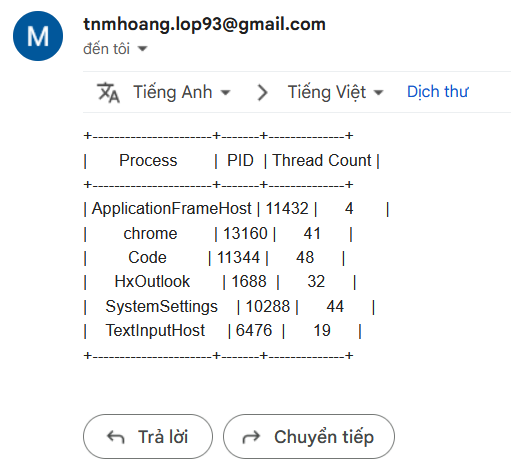 M
tnmhoang.lop93@gmail.com
đến tôi
Tiếng Anh > Tiếng Việt Dịch thư
+----------------------+-------+--------------+
| Process | PID | Thread Count |
+----------------------+-------+--------------+
| ApplicationFrameHost | 11432 | 4 |
| chrome | 13160 | 41 |
| Code | 11344 | 48 |
| HxOutlook | 1688 | 32 |
| SystemSettings | 10288 | 44 |
| TextInputHost | 6476 | 19 |
+----------------------+-------+--------------+
Trả lời Chuyển tiếp